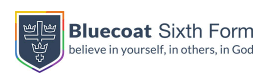 Bluecoat Sixth Form
believe in yourself, in others, in God